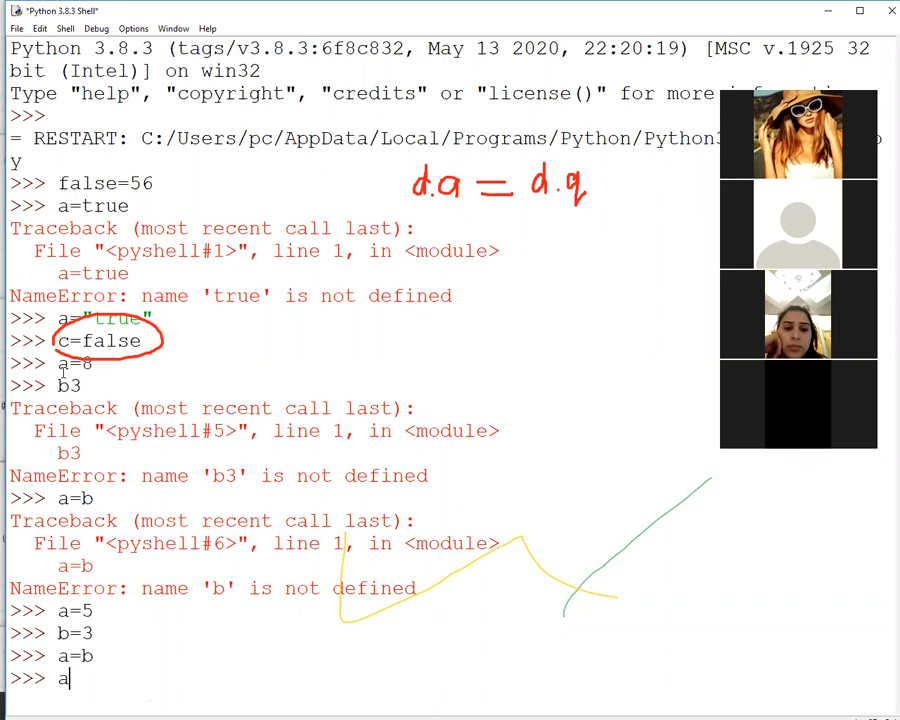 *Python 3.8.3 Shell*
File Edit Shell Debug Options Window Help
Python 3.8.3 (tags/v3.8.3:6f8c832, May 13 2020, 22:20:19) [MSC v.1925 32
bit (Intel)] on win32
Type "help", "copyright", "credits" or "license()" for more
>>>
= RESTART: C:/Users/pc/AppData/Local/Programs/Python/Python3
y
>>> false=56
d.a = d.q
>>> a=true
Traceback (most recent call last):
File "<pyshell#1>", line 1, in <module>
a=true
NameError: name 'true' is not defined
>>> a="true"
>>> c=false
>>> a=8
>>> b3
Traceback (most recent call last):
File "<pyshell#5>", line 1, in <module>
b3
NameError: name 'b3' is not defined
>>> a=b
Traceback (most recent call last):
File "<pyshell#6>", line 1, in <module>
a=b
NameError: name 'b' is not defined
>>> a=5
>>> b=3
>>> a=b
>>> a